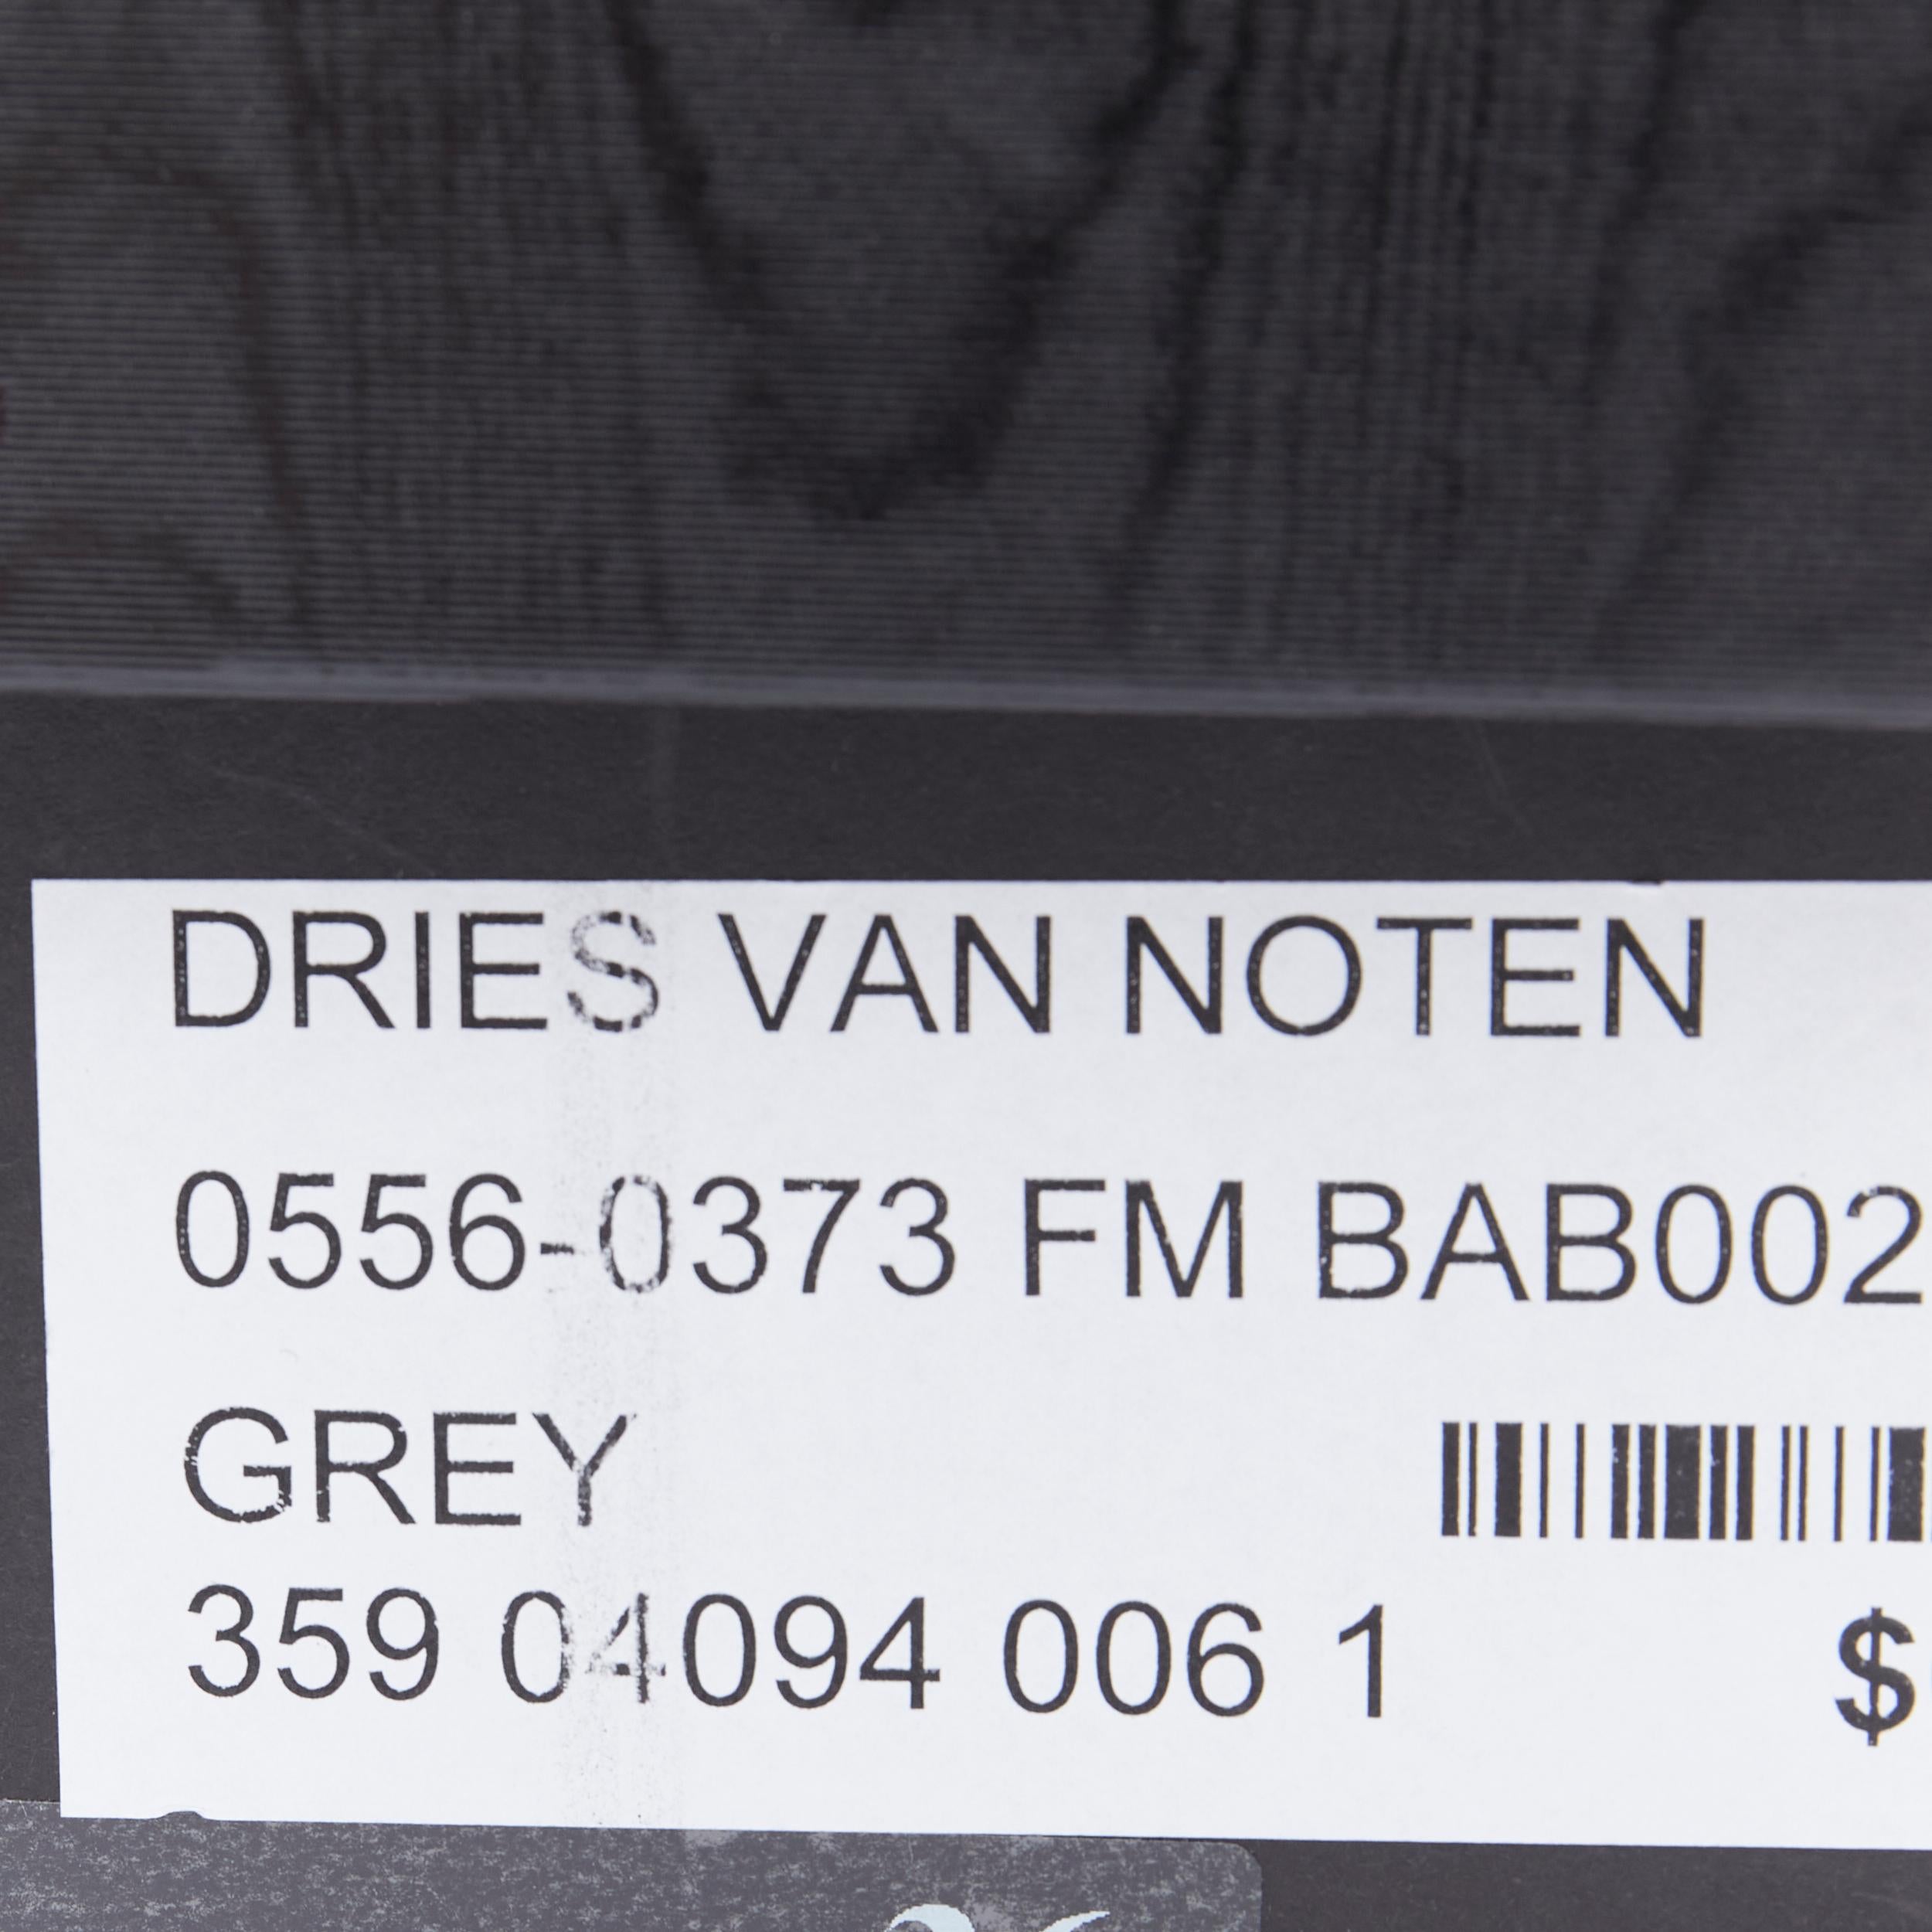 DRIES VAN NOTEN
0556-0373 FM BAB002
GREY
359 04094 006 1
$